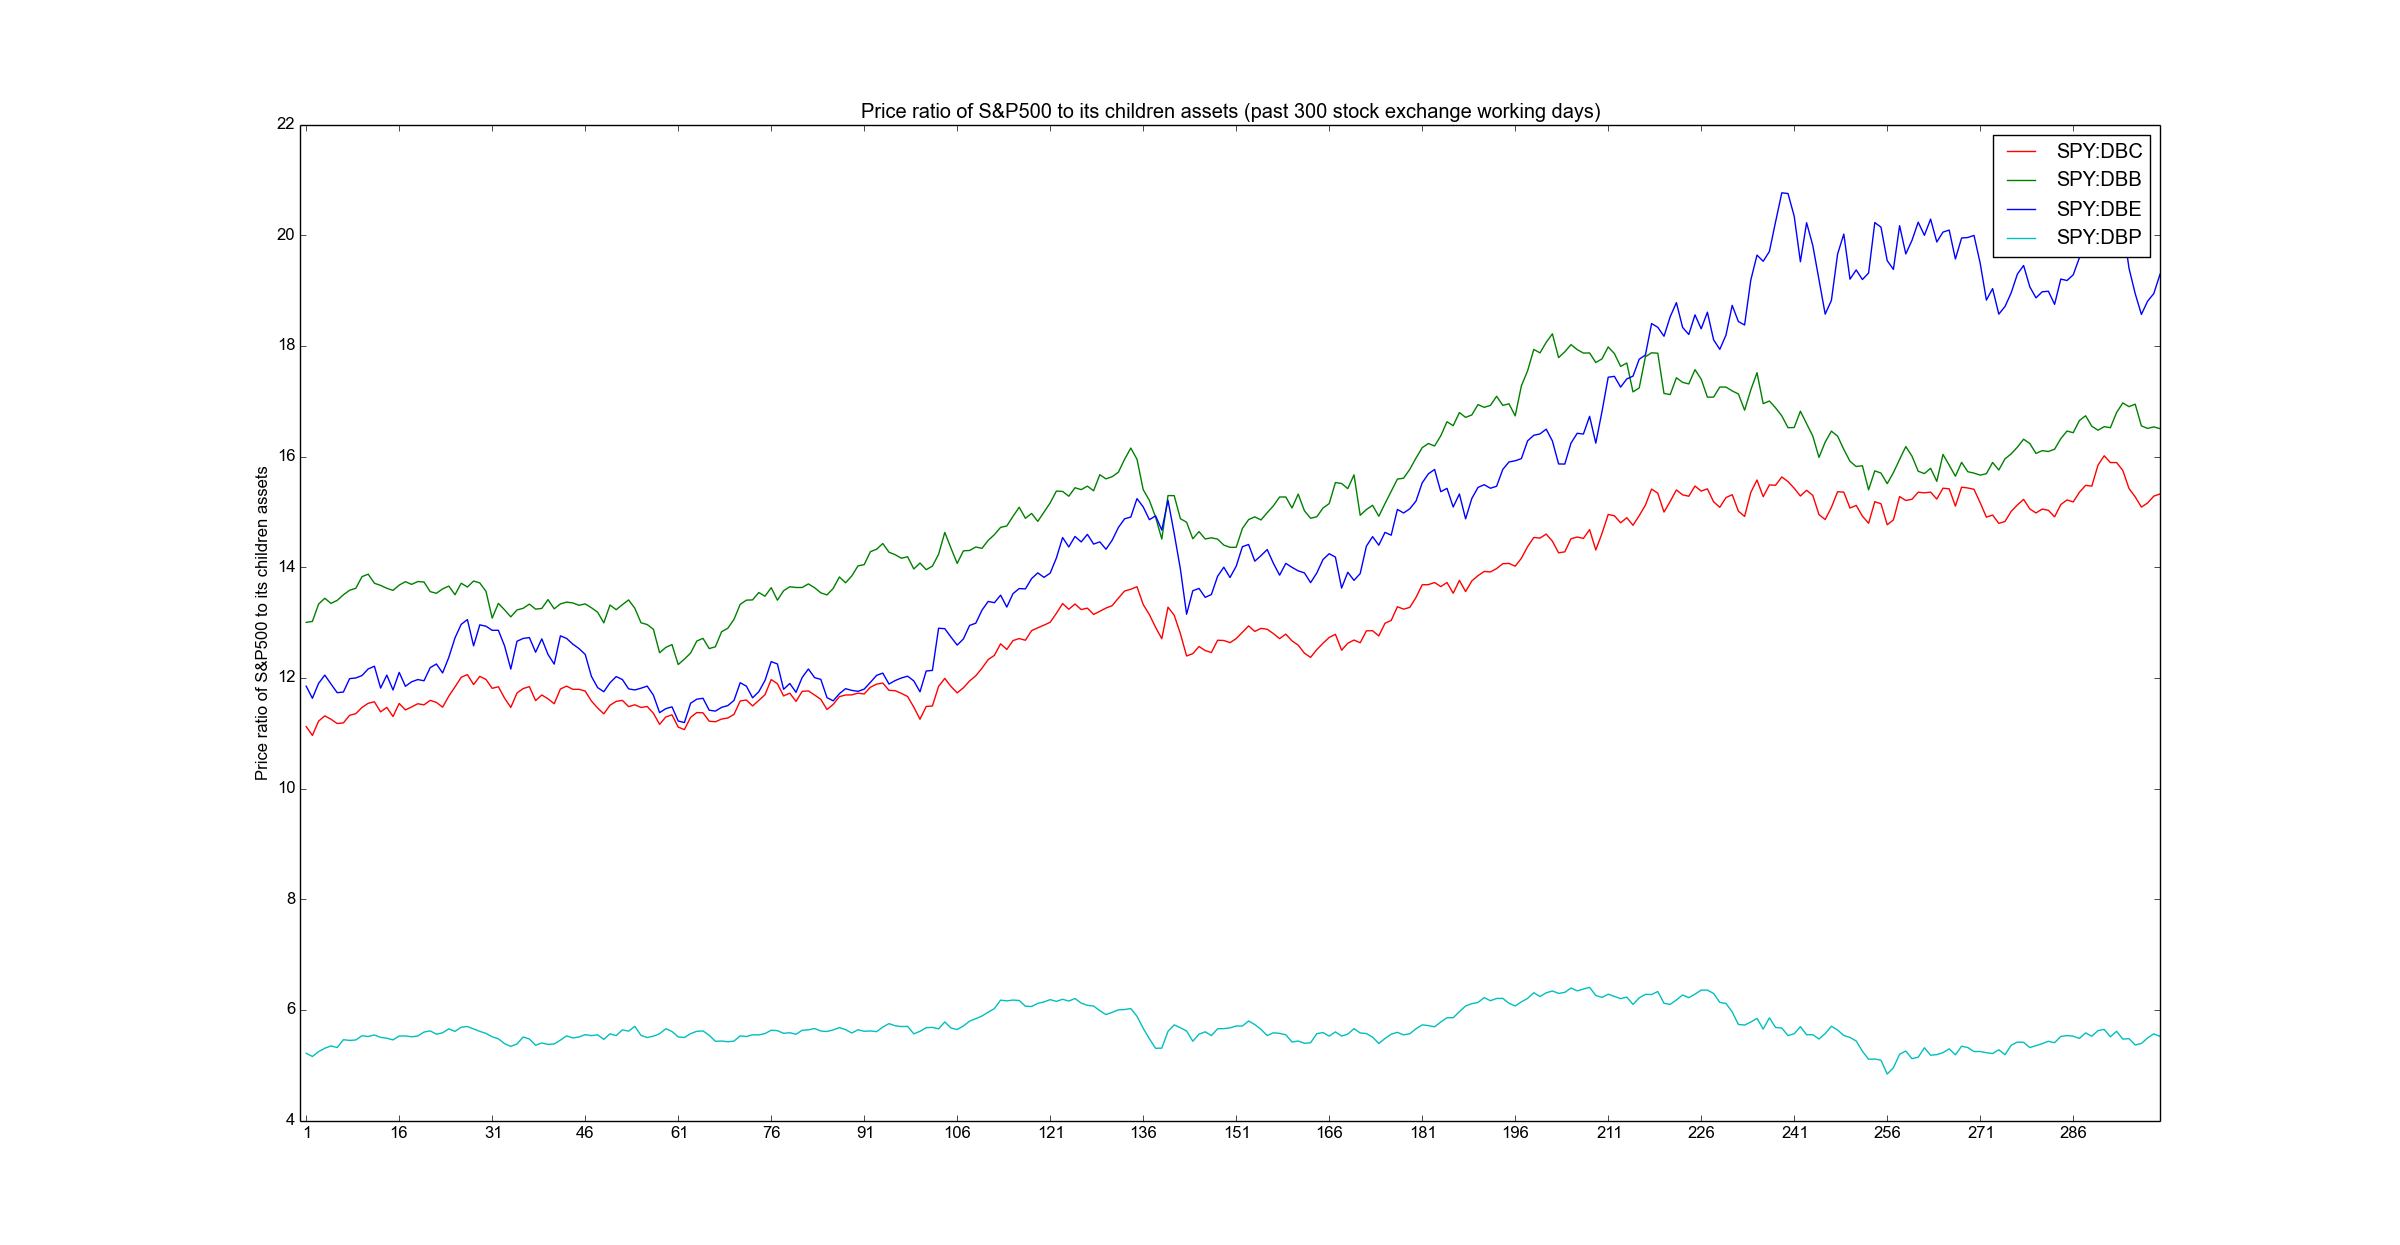 Price ratio of S&P500 to its children assets (past 300 stock exchange working days)
22
20
18
16
14
12
10
8
6
4
Price ratio of S&P500 to its children assets
SPY:DBC
SPY:DBB
SPY:DBE
SPY:DBP
1 16 31 46 61 76 91 106 121 136 151 166 181 196 211 226 241 256 271 286